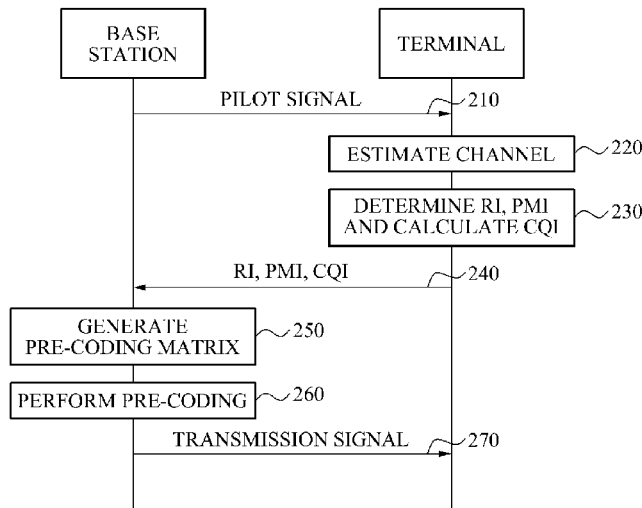 BASE
STATION
TERMINAL
PILOT SIGNAL
210
ESTIMATE CHANNEL
220
DETERMINE RI, PMI
AND CALCULATE CQI
230
RI, PMI, CQI
240
GENERATE
PRE-CODING MATRIX
250
PERFORM PRE-CODING
260
TRANSMISSION SIGNAL
270